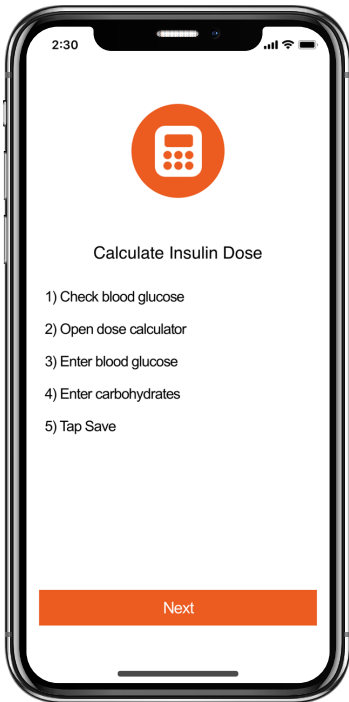 2:30
Calculate Insulin Dose
1) Check blood glucose
2) Open dose calculator
3) Enter blood glucose
4) Enter carbohydrates
5) Tap Save
Next